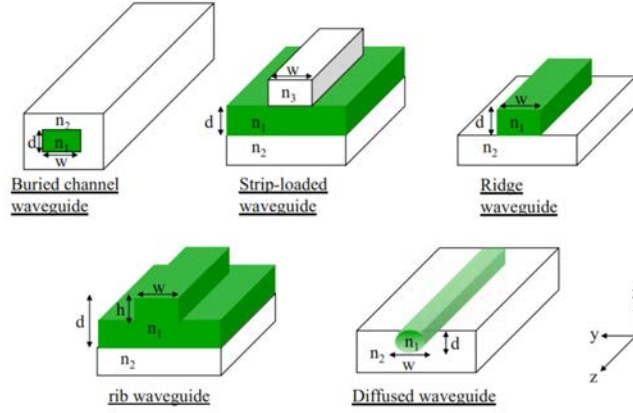 n₂
d
n₁
w
Buried channel
waveguide
w
n₃
d
n₁
n₂
Strip-loaded
waveguide
w
d
n₁
n₂
Ridge
waveguide
w
h
d
n₁
n₂
rib waveguide
n₁
n₂
d
w
Diffused waveguide
y
z